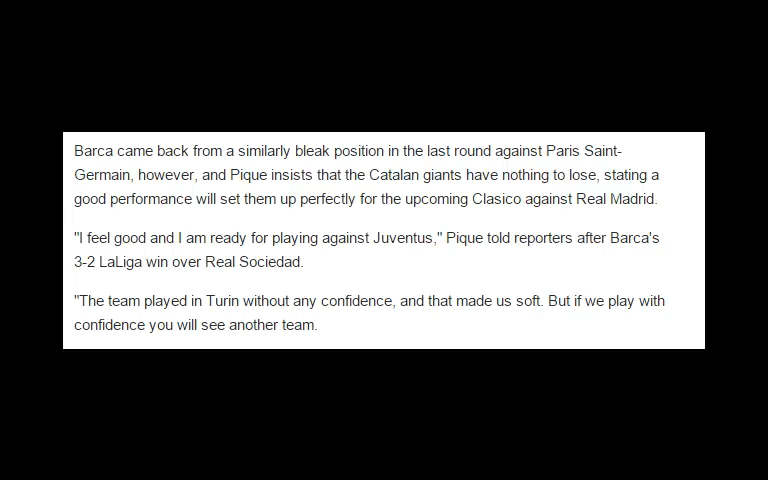 Barca came back from a similarly bleak position in the last round against Paris Saint-
Germain, however, and Pique insists that the Catalan giants have nothing to lose, stating a
good performance will set them up perfectly for the upcoming Clasico against Real Madrid.
"I feel good and I am ready for playing against Juventus," Pique told reporters after Barca's
3-2 LaLiga win over Real Sociedad.
"The team played in Turin without any confidence, and that made us soft. But if we play with
confidence you will see another team.